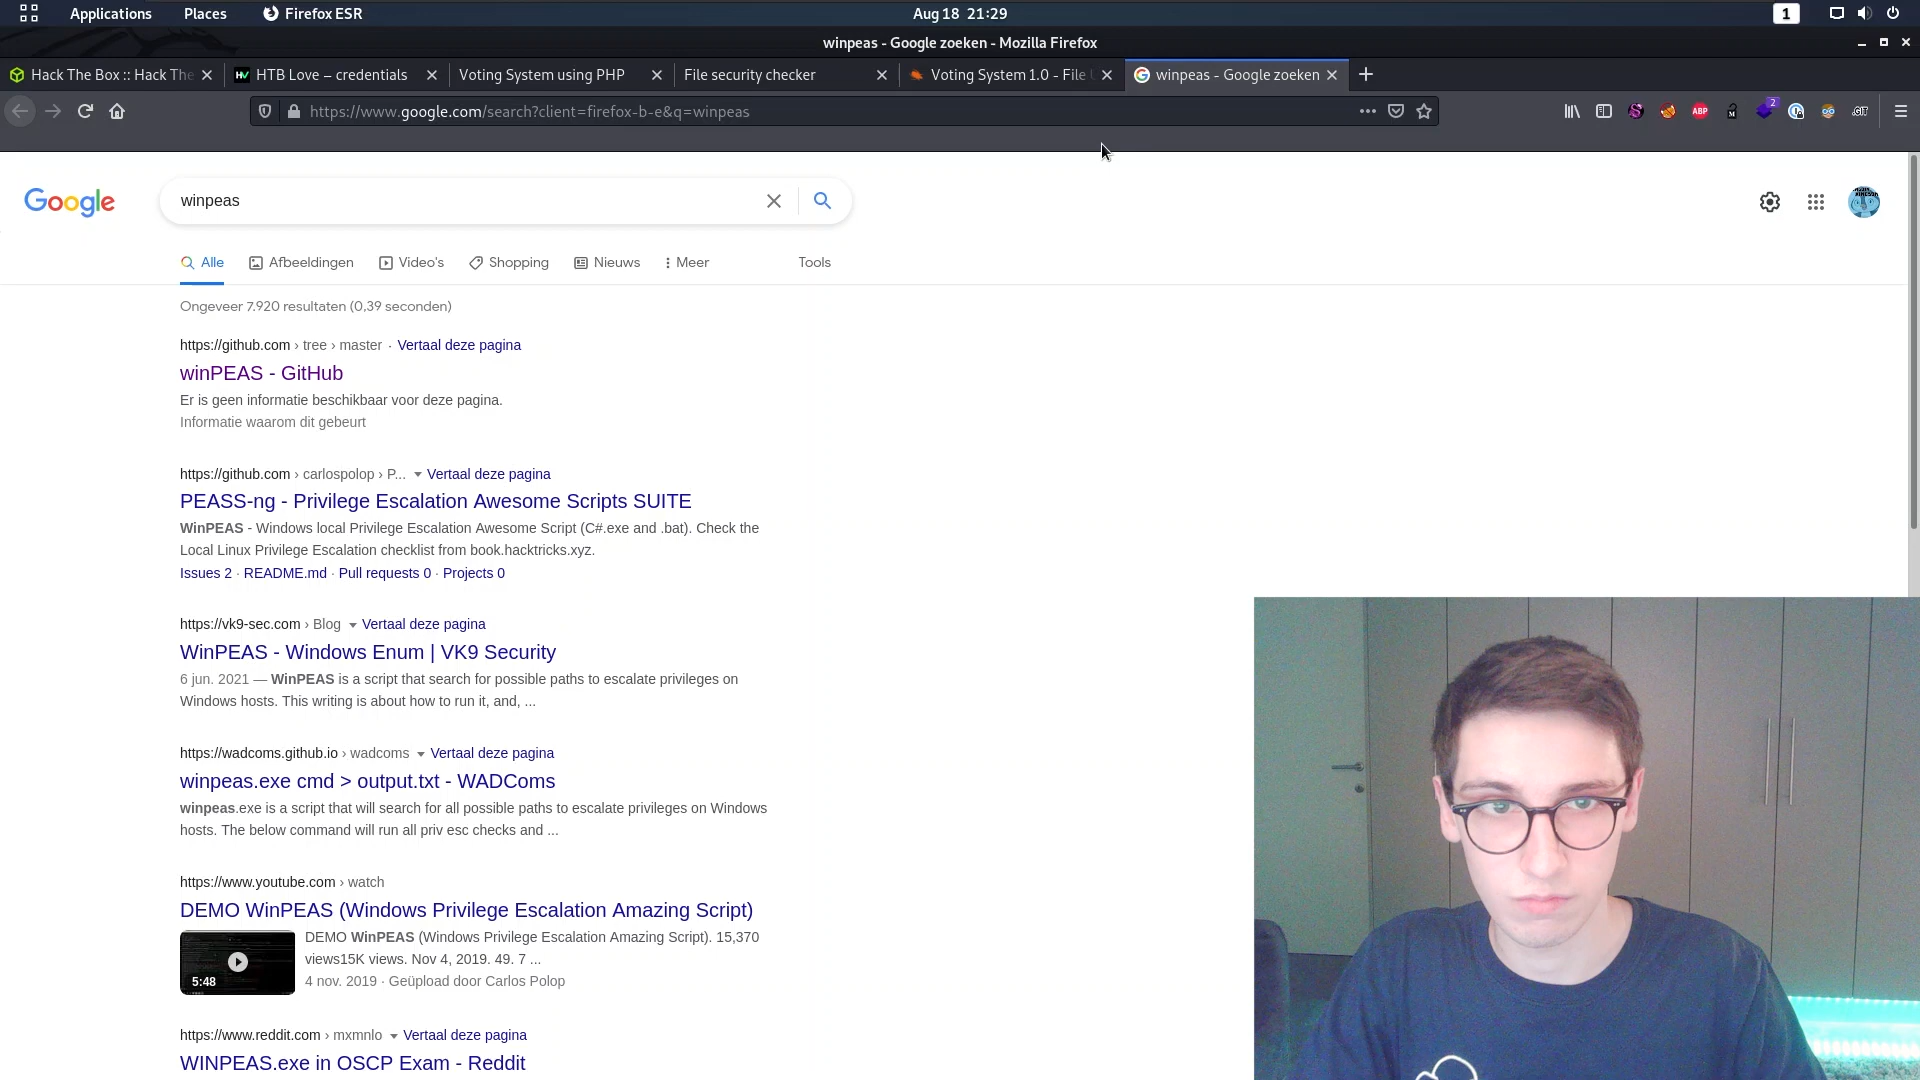 Applications Places Firefox ESR Aug 18 21:29 1
winpeas - Google zoeken - Mozilla Firefox
Hack The Box :: Hack The HTB Love – credentials Voting System using PHP File security checker Voting System 1.0 - File winpeas - Google zoeken
https://www.google.com/search?client=firefox-b-e&q=winpeas ABP M 2 .GIT
Google winpeas
Alle Afbeeldingen Video's Shopping Nieuws Meer Tools
Ongeveer 7.920 resultaten (0,39 seconden)
https://github.com › tree › master · Vertaal deze pagina
winPEAS - GitHub
Er is geen informatie beschikbaar voor deze pagina.
Informatie waarom dit gebeurt
https://github.com › carlospolop › P... Vertaal deze pagina
PEASS-ng - Privilege Escalation Awesome Scripts SUITE
WinPEAS - Windows local Privilege Escalation Awesome Script (C#.exe and .bat). Check the
Local Linux Privilege Escalation checklist from book.hacktricks.xyz.
Issues 2 · README.md · Pull requests 0 · Projects 0
https://vk9-sec.com › Blog Vertaal deze pagina
WinPEAS - Windows Enum | VK9 Security
6 jun. 2021 — WinPEAS is a script that search for possible paths to escalate privileges on
Windows hosts. This writing is about how to run it, and, ...
https://wadcoms.github.io › wadcoms Vertaal deze pagina
winpeas.exe cmd > output.txt - WADComs
winpeas.exe is a script that will search for all possible paths to escalate privileges on Windows
hosts. The below command will run all priv esc checks and ...
https://www.youtube.com › watch
DEMO WinPEAS (Windows Privilege Escalation Amazing Script)
DEMO WinPEAS (Windows Privilege Escalation Amazing Script). 15,370
views15K views. Nov 4, 2019. 49. 7 ...
5:48
4 nov. 2019 · Geüpload door Carlos Polop
https://www.reddit.com › mxmnlo Vertaal deze pagina
WINPEAS.exe in OSCP Exam - Reddit